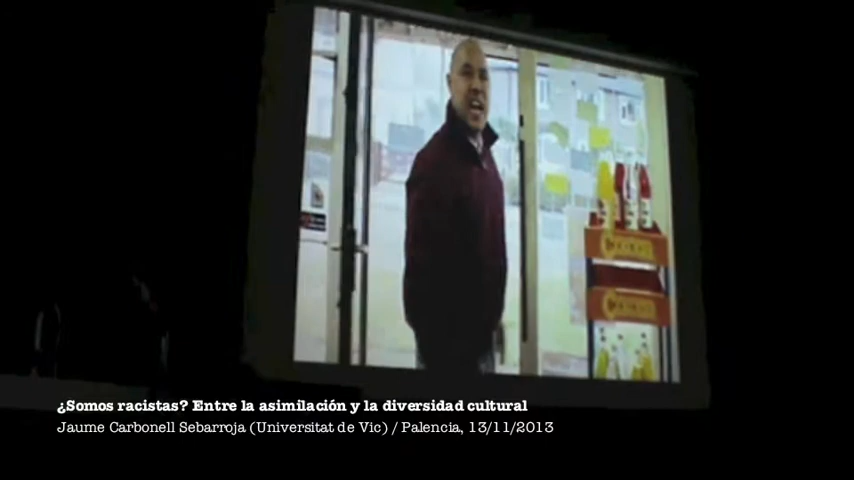 ¿Somos racistas? Entre la asimilación y la diversidad cultural
Jaume Carbonell Sebarroja (Universitat de Vic) / Palencia, 13/11/2013